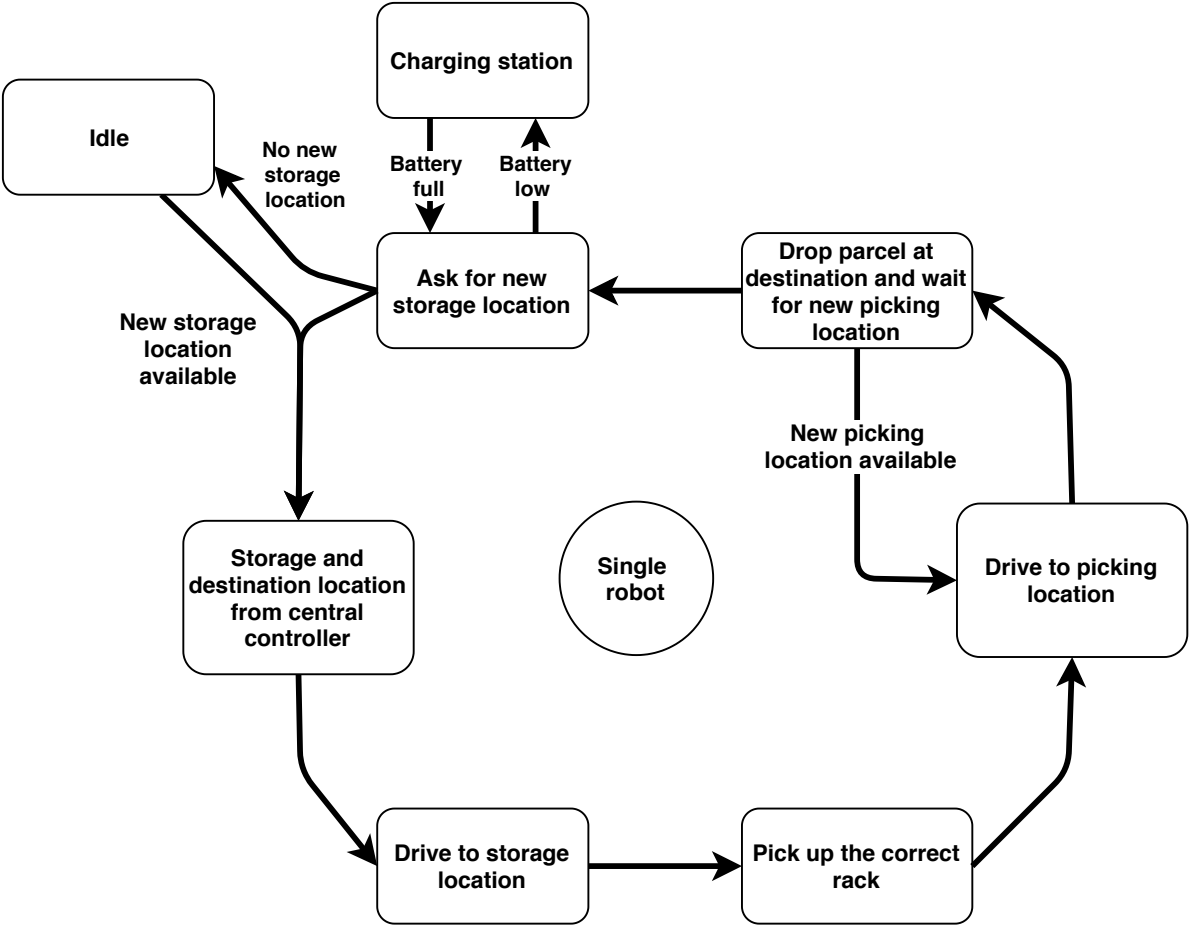 Charging station
Idle
No new
storage
location
Battery
full
Battery
low
Ask for new
storage location
Drop parcel at
destination and wait
for new picking
location
New storage
location
available
New picking
location available
Storage and
destination location
from central
controller
Single
robot
Drive to picking
location
Drive to storage
location
Pick up the correct
rack